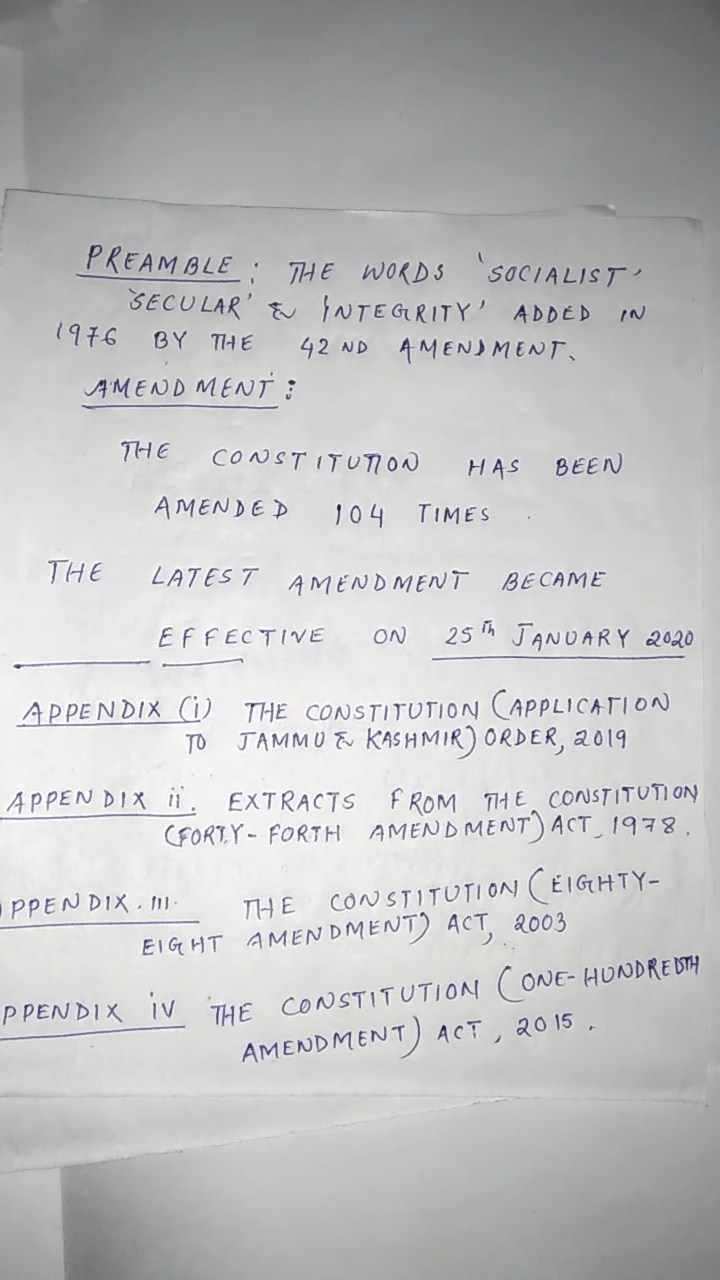 PREAMBLE : THE WORDS 'SOCIALIST'
'SECULAR' & 'INTEGRITY' ADDED IN
1976 BY THE 42 ND AMENDMENT.
AMENDMENT :
THE CONSTITUTION HAS BEEN
AMENDED 104 TIMES .
THE LATEST AMENDMENT BECAME
EFFECTIVE ON 25th JANUARY 2020
APPENDIX (i) THE CONSTITUTION (APPLICATION
TO JAMMU & KASHMIR) ORDER, 2019
APPENDIX ii. EXTRACTS FROM THE CONSTITUTION
(FORTY-FORTH AMENDMENT) ACT, 1978.
PPENDIX . III. THE CONSTITUTION (EIGHTY-
EIGHT AMENDMENT) ACT, 2003
PPENDIX iv THE CONSTITUTION (ONE-HUNDREDTH
AMENDMENT) ACT, 2015.